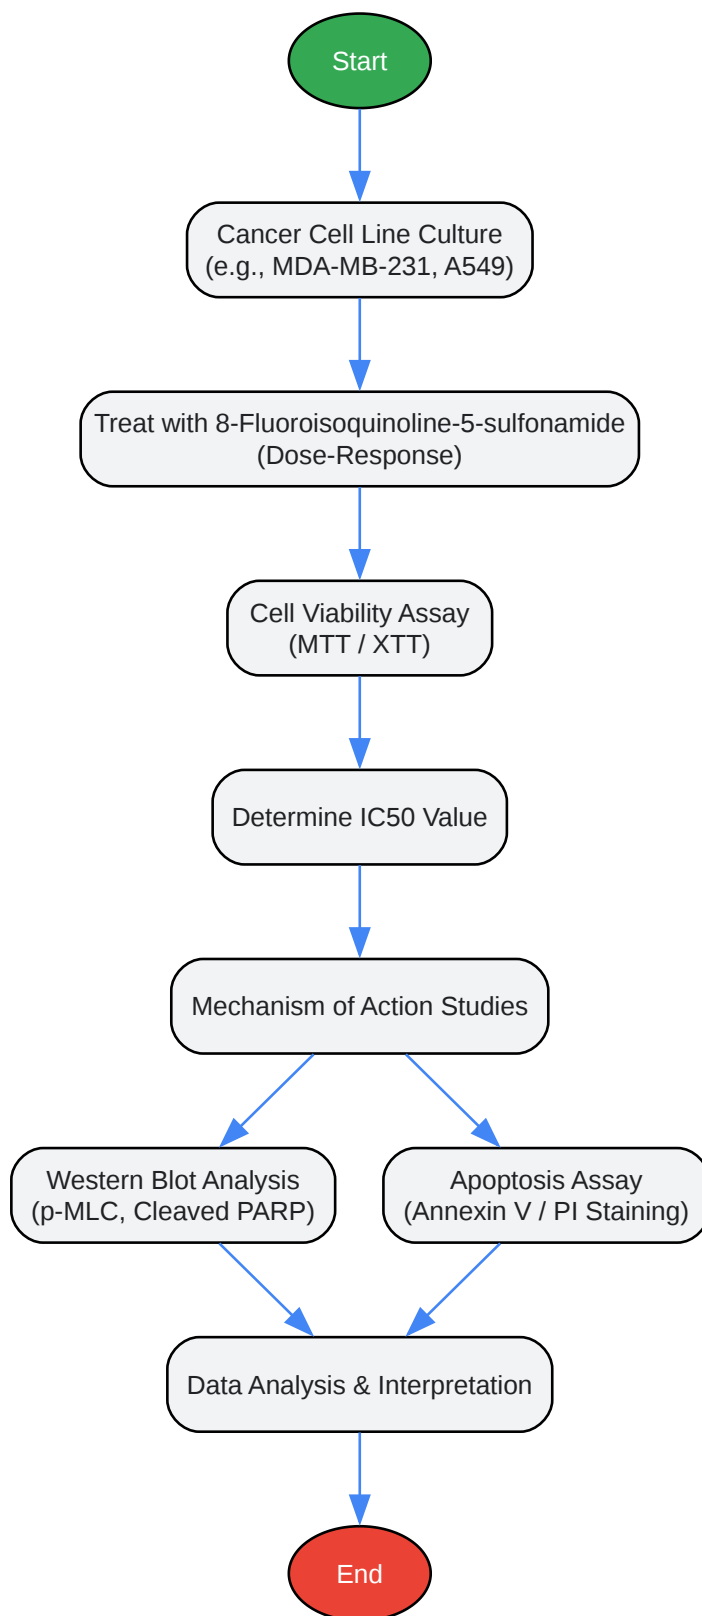 Start
Cancer Cell Line Culture
(e.g., MDA-MB-231, A549)
Treat with 8-Fluoroisoquinoline-5-sulfonamide
(Dose-Response)
Cell Viability Assay
(MTT / XTT)
Determine IC50 Value
Mechanism of Action Studies
Western Blot Analysis
(p-MLC, Cleaved PARP)
Apoptosis Assay
(Annexin V / PI Staining)
Data Analysis & Interpretation
End